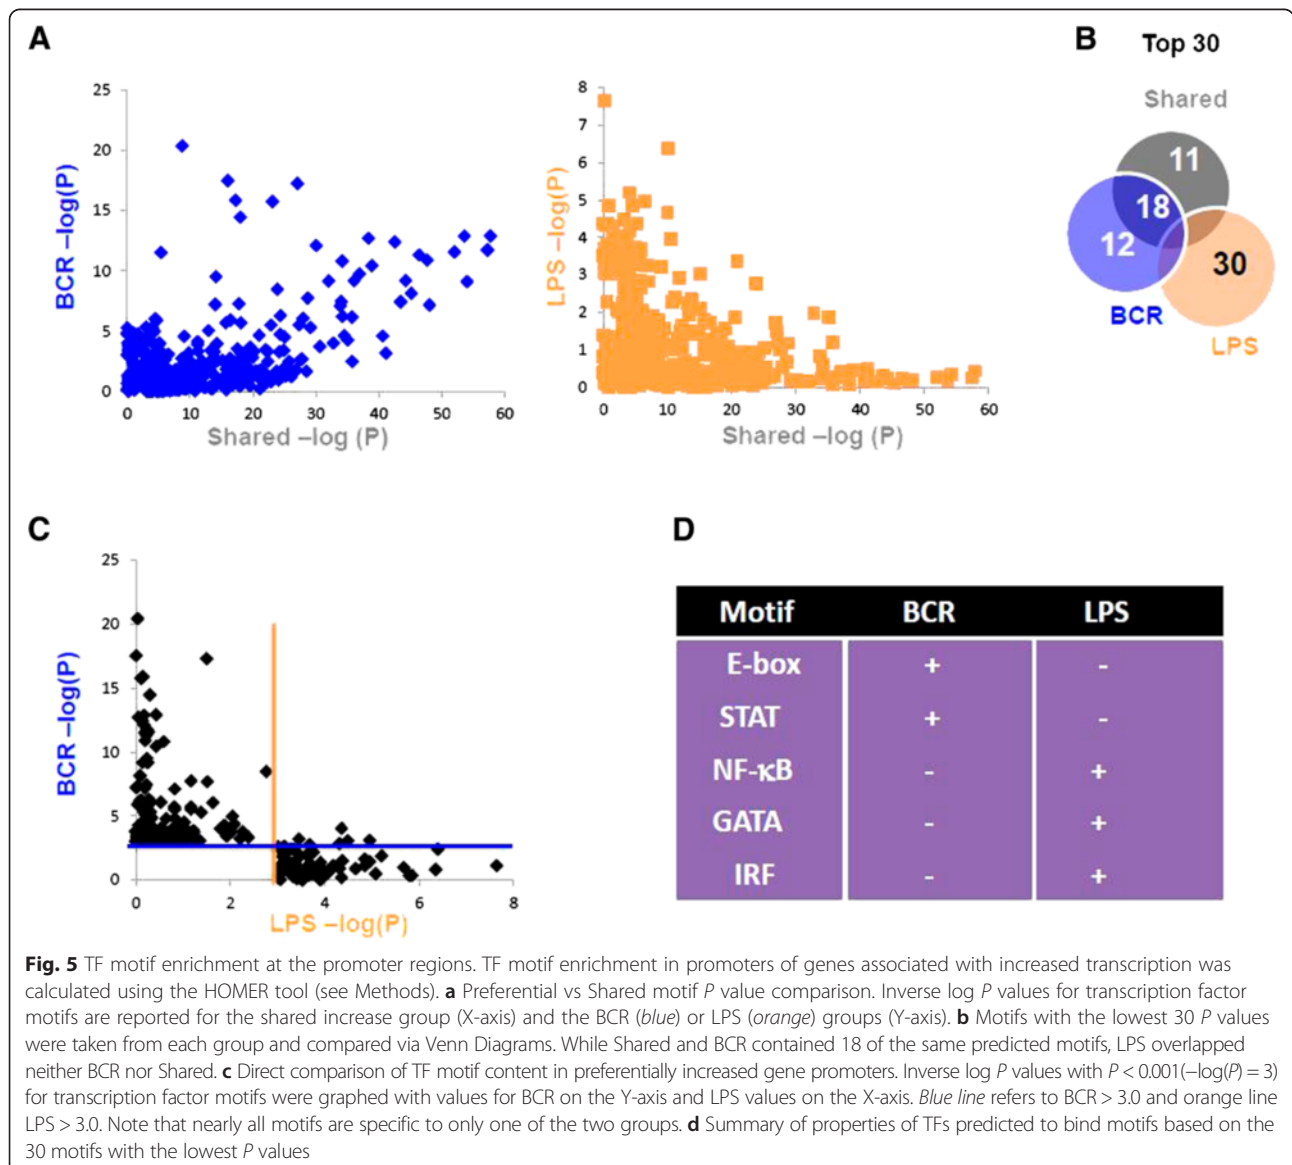 A
25
20
15
10
5
0
BCR –log(P)
0 10 20 30 40 50 60
Shared –log (P)
8
7
6
5
4
3
2
1
0
LPS –log(P)
0 10 20 30 40 50 60
Shared –log (P)
B Top 30
Shared
11
18
12
30
BCR
LPS
C
25
20
15
10
5
0
BCR –log(P)
0 2 4 6 8
LPS –log(P)
D
Motif BCR LPS
E-box + -
STAT + -
NF-κB - +
GATA - +
IRF - +
Fig. 5 TF motif enrichment at the promoter regions. TF motif enrichment in promoters of genes associated with increased transcription was
calculated using the HOMER tool (see Methods). a Preferential vs Shared motif P value comparison. Inverse log P values for transcription factor
motifs are reported for the shared increase group (X-axis) and the BCR (blue) or LPS (orange) groups (Y-axis). b Motifs with the lowest 30 P values
were taken from each group and compared via Venn Diagrams. While Shared and BCR contained 18 of the same predicted motifs, LPS overlapped
neither BCR nor Shared. c Direct comparison of TF motif content in preferentially increased gene promoters. Inverse log P values with P < 0.001(−log(P) = 3)
for transcription factor motifs were graphed with values for BCR on the Y-axis and LPS values on the X-axis. Blue line refers to BCR > 3.0 and orange line
LPS > 3.0. Note that nearly all motifs are specific to only one of the two groups. d Summary of properties of TFs predicted to bind motifs based on the
30 motifs with the lowest P values